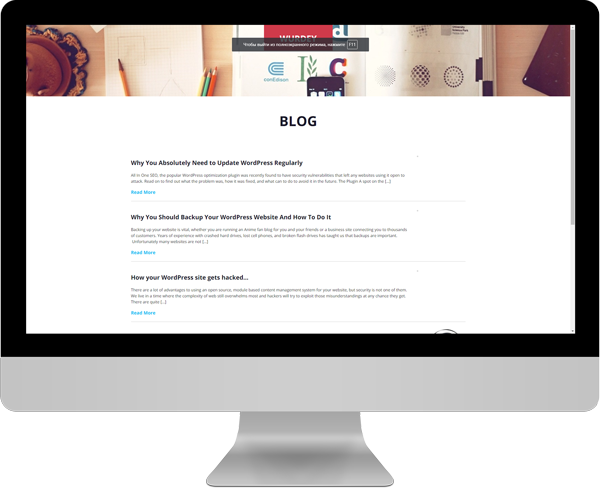 WURDEY
Чтобы выйти из полноэкранного режима, нажмите F11
conEdison
BLOG
Why You Absolutely Need to Update WordPress Regularly
All in One SEO, the popular WordPress optimization plugin was recently found to have security vulnerabilities that left any websites using it open to
attack. Read on to find out what the problem was, how it was fixed, and what can to do to avoid it in the future. The Plugin A spot on the [...]
Read More
Why You Should Backup Your WordPress Website And How To Do It
Backing up your website is vital, whether you are running an Anime fan blog for you and your friends or a business site connecting you to thousands
of customers. Years of experience with crashed hard drives, lost cell phones, and broken flash drives has taught us that backups are important.
Unfortunately many websites are not [...]
Read More
How your WordPress site gets hacked...
There are a lot of advantages to using an open source, module-based content management system for your website, but security is not one of them.
We live in a time where the complexity of web still overwhelms most and hackers will try to exploit those misunderstandings at any chance they get.
There are quite [...]
Read More